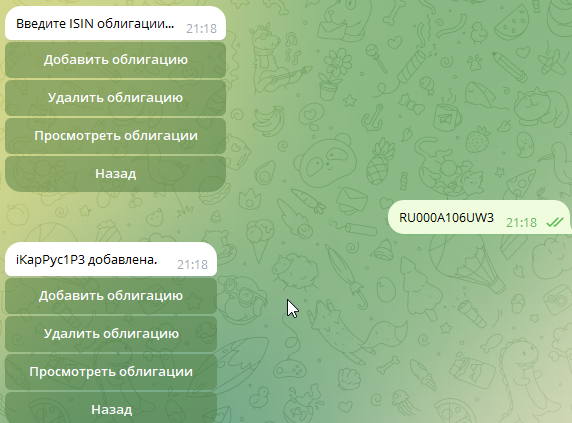 Введите ISIN облигации...
21:18
Добавить облигацию
Удалить облигацию
Просмотреть облигации
Назад
RU000A106UW3
21:18
iКарРус1P3 добавлена.
21:18
Добавить облигацию
Удалить облигацию
Просмотреть облигации
Назад